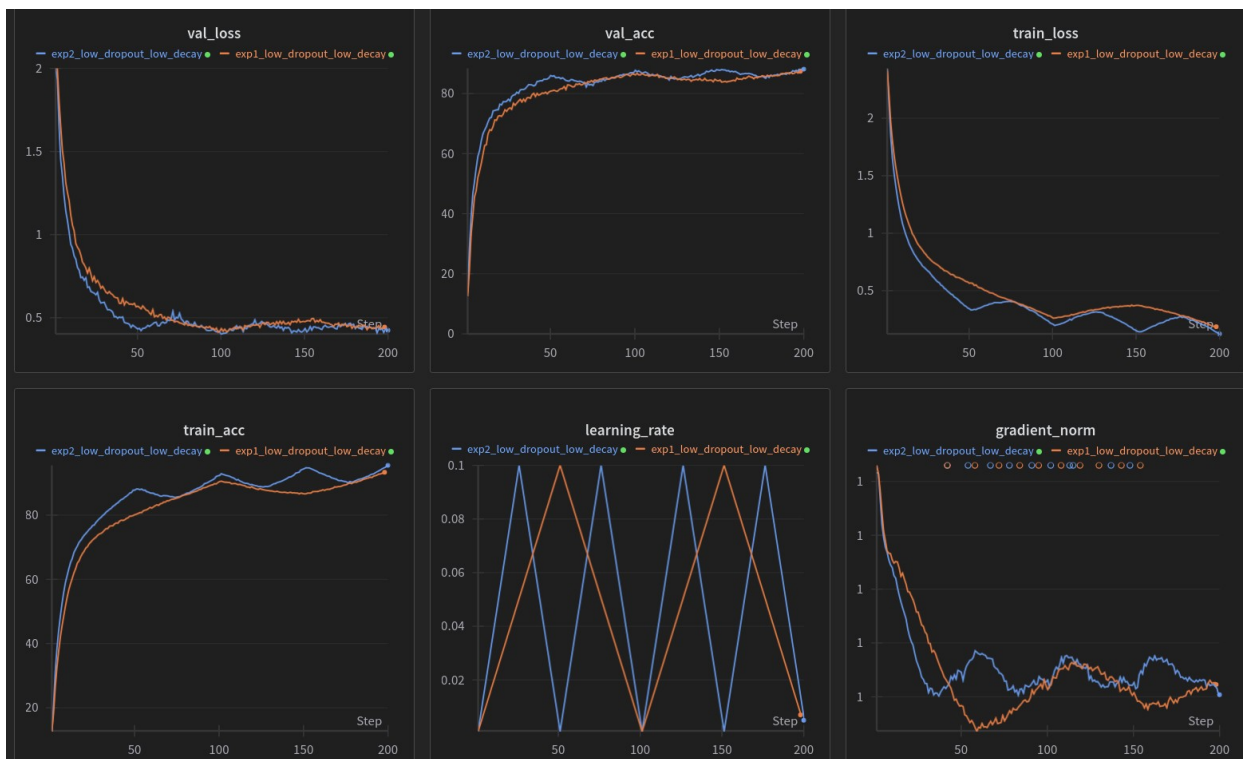 val_loss
exp2_low_dropout_low_decay exp1_low_dropout_low_decay
2
1.5
1
0.5
Step
50 100 150 200
val_acc
exp2_low_dropout_low_decay exp1_low_dropout_low_decay
80
60
40
20
0
Step
50 100 150 200
train_loss
exp2_low_dropout_low_decay exp1_low_dropout_low_decay
2
1.5
1
0.5
Step
50 100 150 200
train_acc
exp2_low_dropout_low_decay exp1_low_dropout_low_decay
80
60
40
20
Step
50 100 150 200
learning_rate
exp2_low_dropout_low_decay exp1_low_dropout_low_decay
0.1
0.08
0.06
0.04
0.02
Step
50 100 150 200
gradient_norm
exp2_low_dropout_low_decay exp1_low_dropout_low_decay
1
1
1
1
1
Step
50 100 150 200